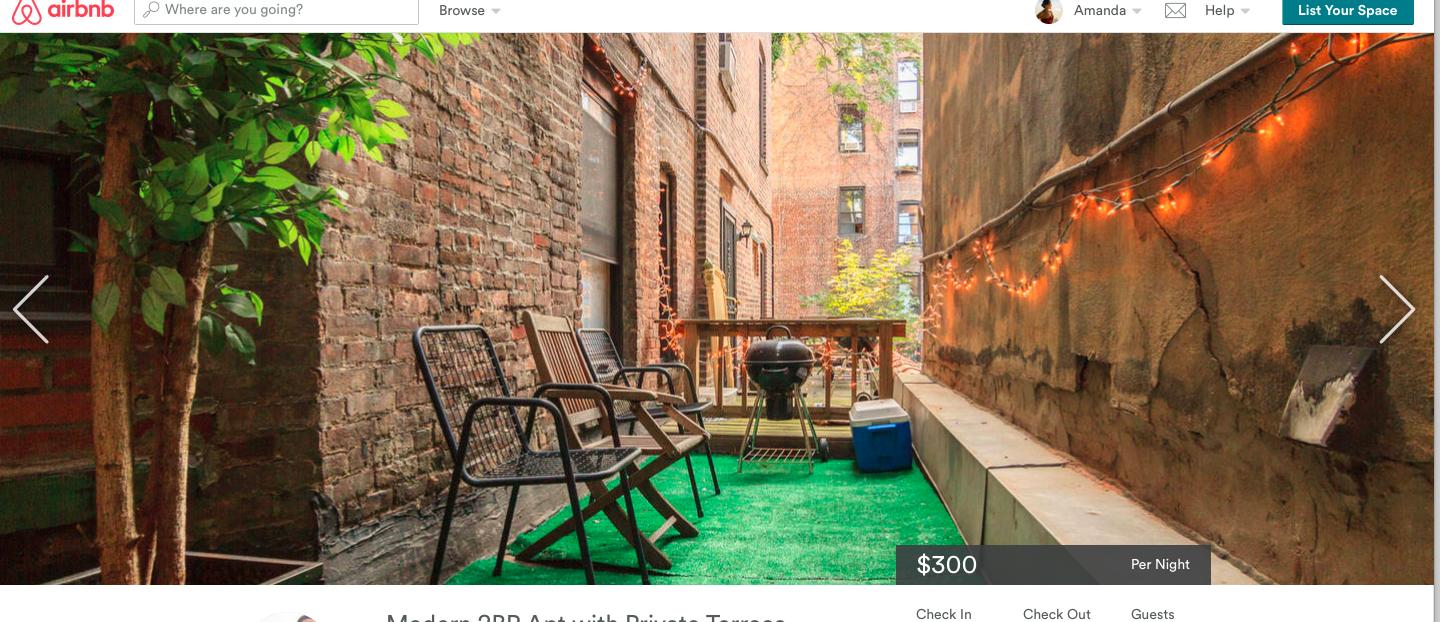 airbnb
Where are you going?
Browse
Amanda
Help
List Your Space
$300
Per Night
Modern 2BR Apt with Private Terrace
Check In
Check Out
Guests